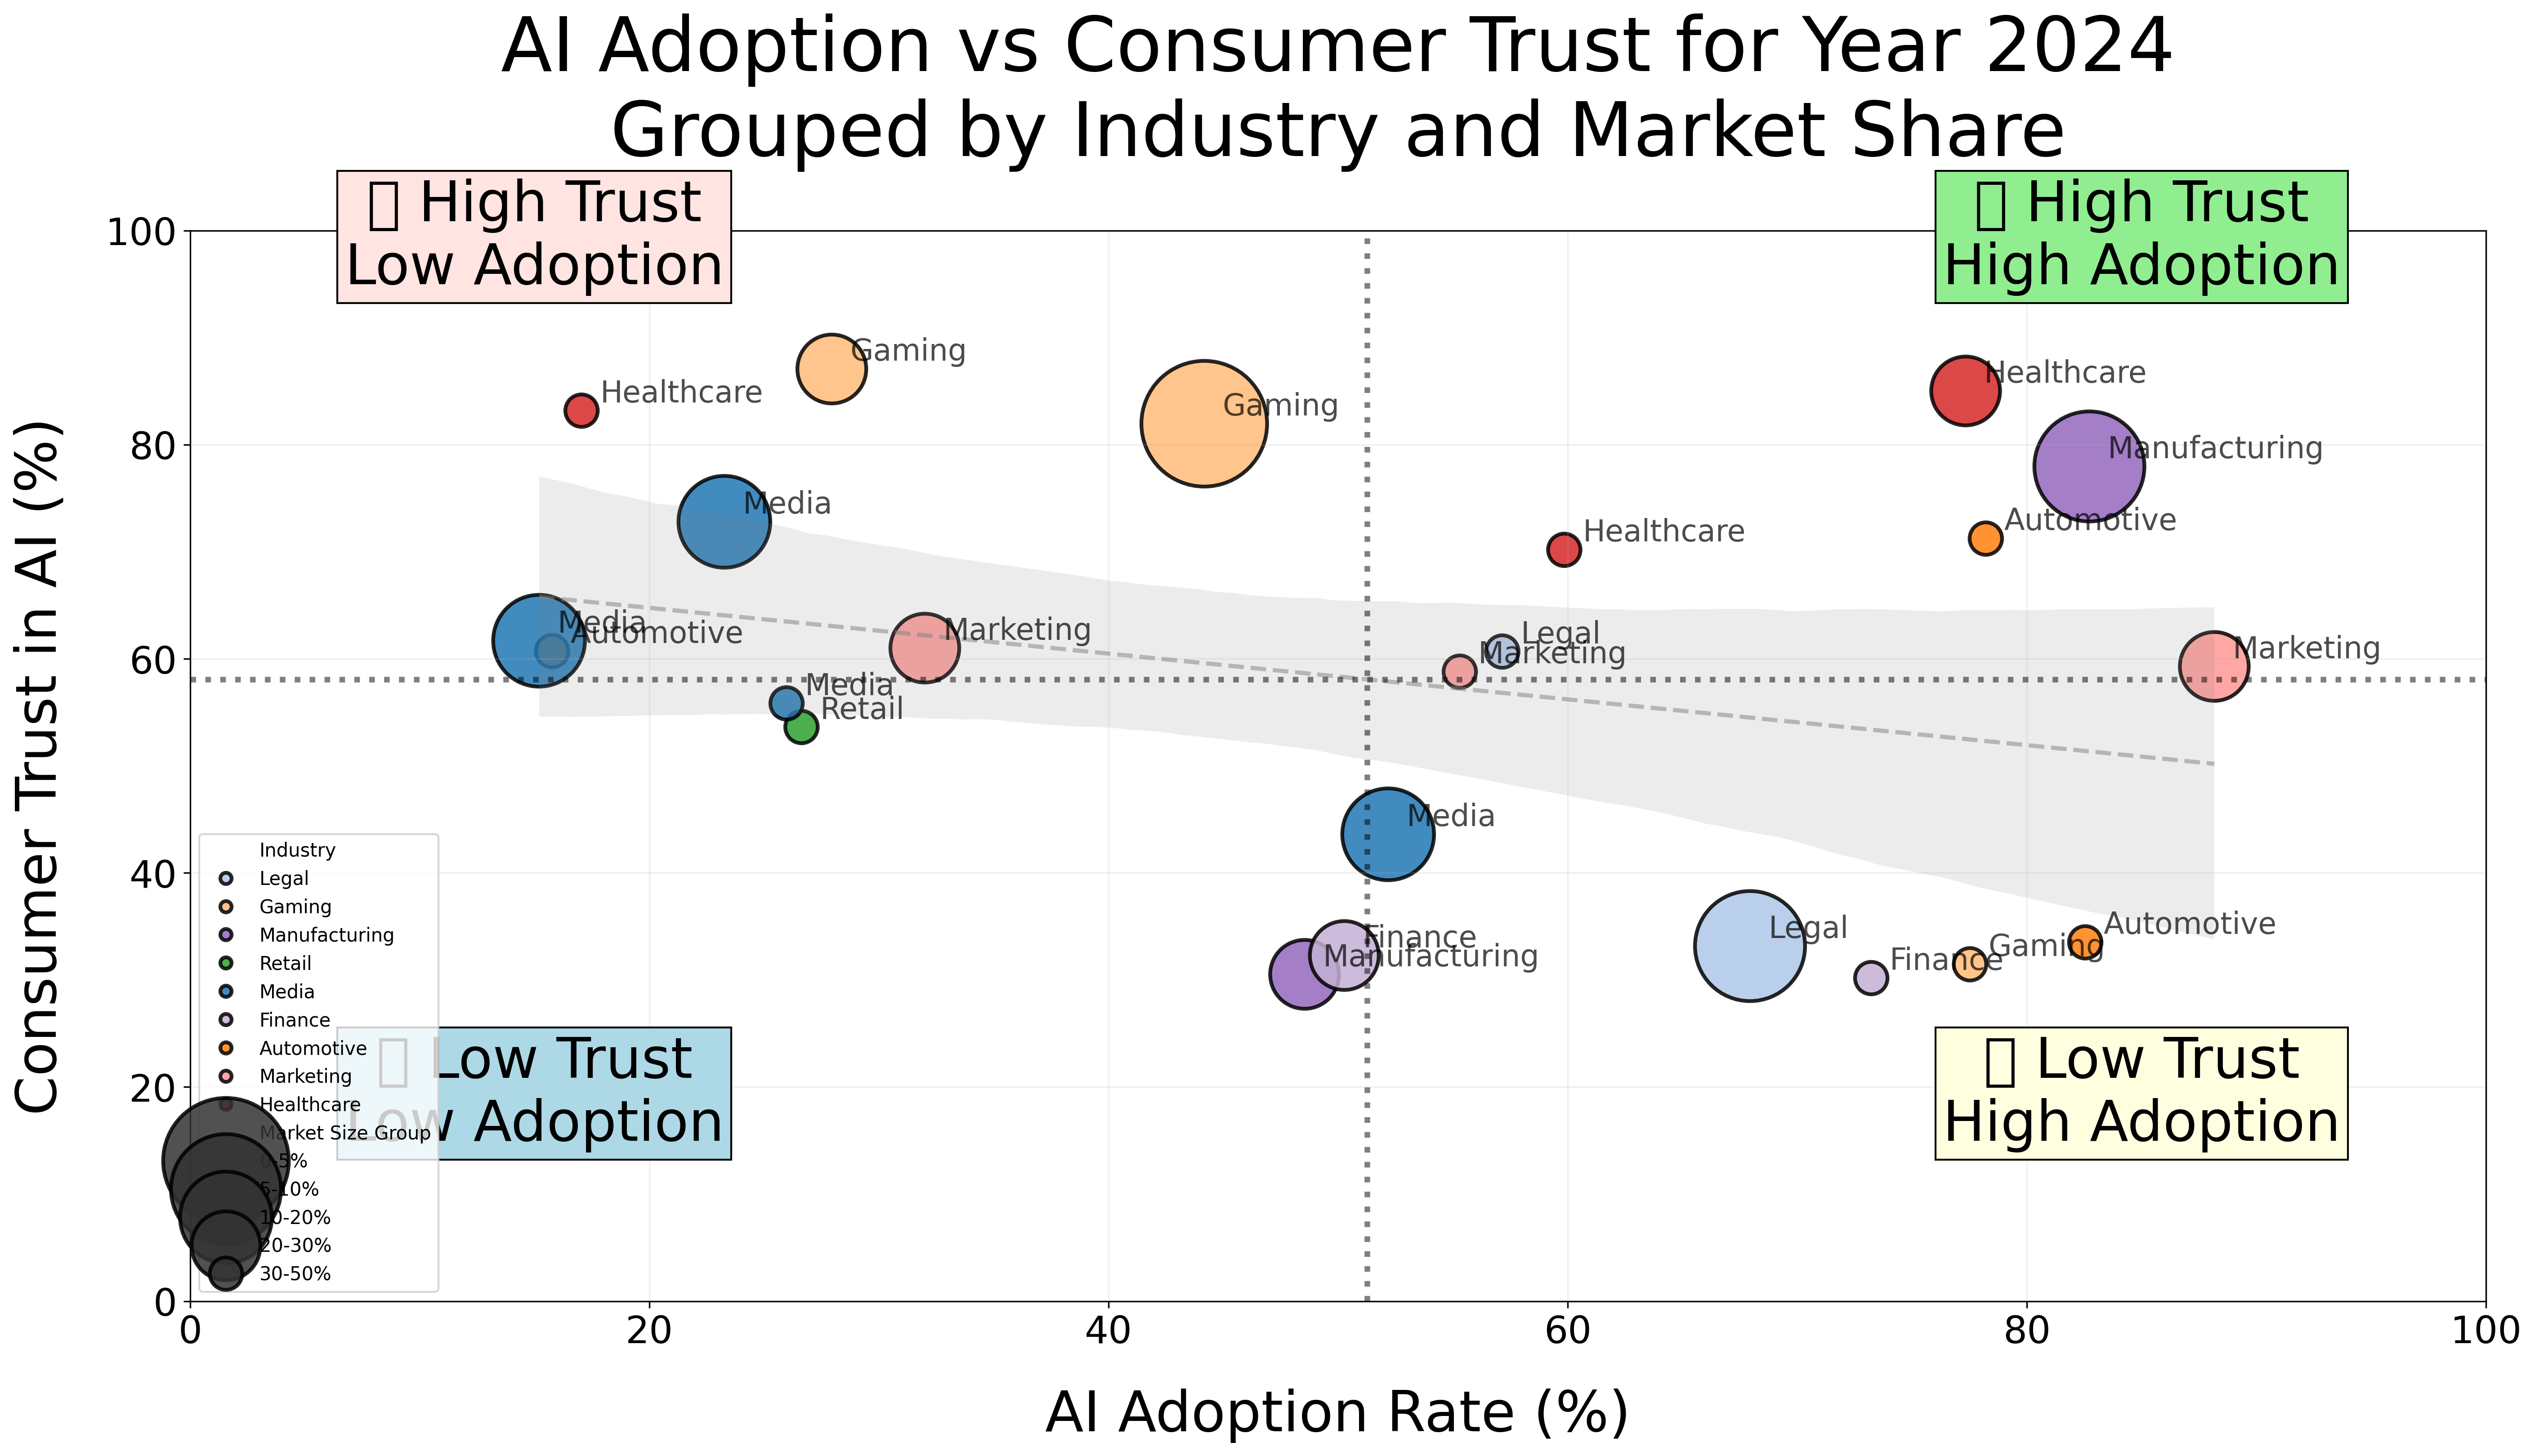 AI Adoption vs Consumer Trust for Year 2024
Grouped by Industry and Market Share
High Trust
Low Adoption
High Trust
High Adoption
Consumer Trust in AI (%)
100
80
60
40
20
0
Gaming
Healthcare
Gaming
Healthcare
Manufacturing
Media
Automotive
Healthcare
Media
Automotive
Marketing
Legal
Marketing
Marketing
Media
Retail
Media
Finance
Manufacturing
Legal
Finance
Gaming
Automotive
Industry
Legal
Gaming
Manufacturing
Retail
Media
Finance
Automotive
Marketing
Healthcare
Market Size Group
0-5%
5-10%
10-20%
20-30%
30-50%
Low Trust
Low Adoption
Low Trust
High Adoption
0
20
40
60
80
100
AI Adoption Rate (%)